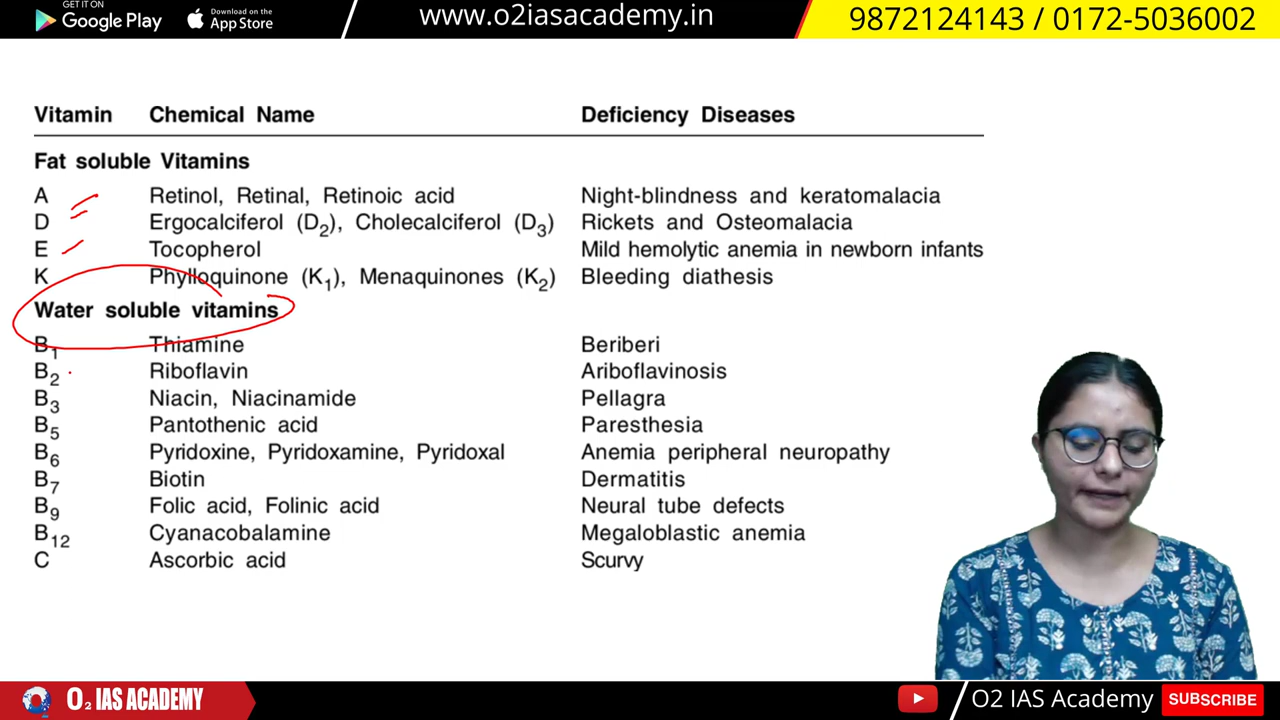 GET IT ON
Google Play
Download on the
App Store
www.o2iasacademy.in
9872124143 / 0172-5036002
Vitamin Chemical Name Deficiency Diseases
Fat soluble Vitamins
A Retinol, Retinal, Retinoic acid Night-blindness and keratomalacia
D Ergocalciferol (D2), Cholecalciferol (D3) Rickets and Osteomalacia
E Tocopherol Mild hemolytic anemia in newborn infants
K Phylloquinone (K1), Menaquinones (K2) Bleeding diathesis
Water soluble vitamins
B1 Thiamine Beriberi
B2 Riboflavin Ariboflavinosis
B3 Niacin, Niacinamide Pellagra
B5 Pantothenic acid Paresthesia
B6 Pyridoxine, Pyridoxamine, Pyridoxal Anemia peripheral neuropathy
B7 Biotin Dermatitis
B9 Folic acid, Folinic acid Neural tube defects
B12 Cyanacobalamine Megaloblastic anemia
C Ascorbic acid Scurvy
O2 IAS ACADEMY
O2 IAS Academy SUBSCRIBE